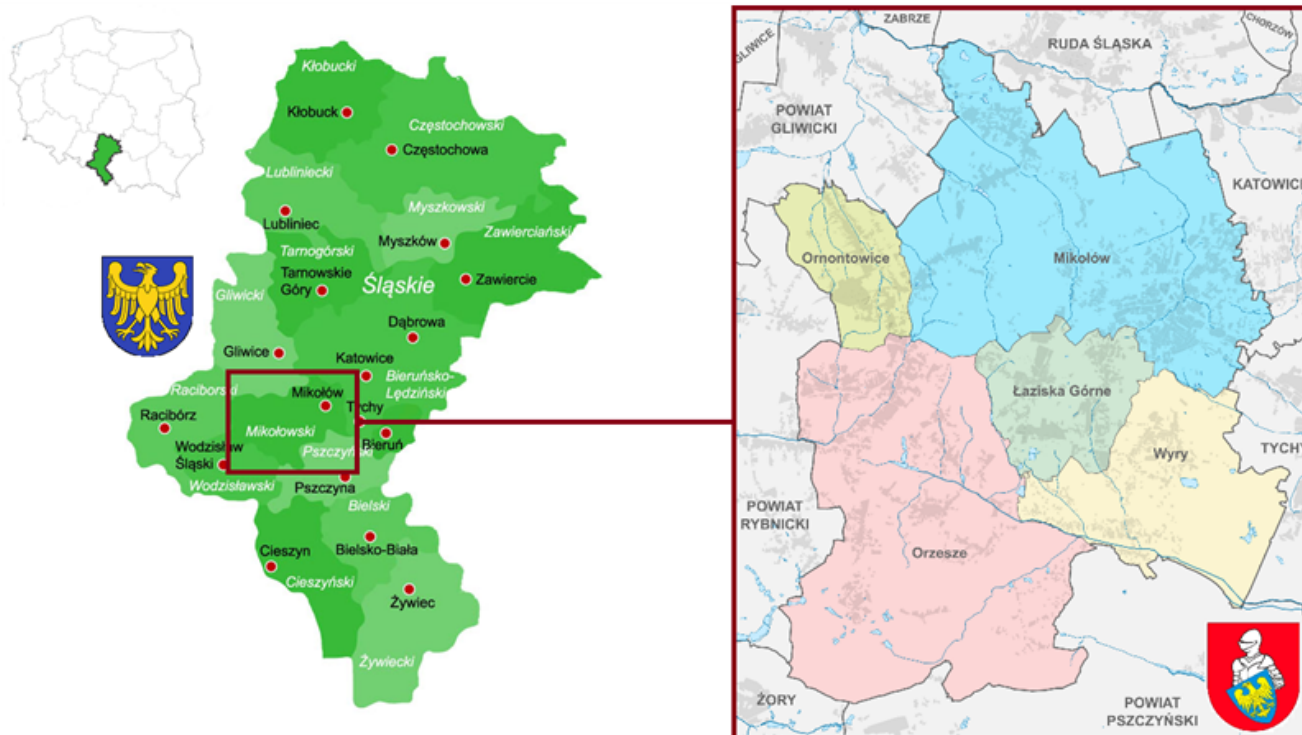 Kłobucki
Kłobuck
Częstochowski
Częstochowa
Lubliniecki
Lubliniec
Myszkowski
Myszków
Zawierciański
Tarnogórski
Tarnowskie
Góry
Śląskie
Zawiercie
Gliwicki
Dąbrowa
Gliwice
Katowice
Bieruńsko-
Lędziński
Raciborski
Mikołów
Tychy
Racibórz
Mikołowski
Bieruń
Wodzisław
Śląski
Pszczyński
Wodzisławski
Pszczyna
Bielski
Bielsko-Biała
Cieszyn
Cieszyński
Żywiec
Żywiecki
ZABRZE
CHORZÓW
GLIWICE
RUDA ŚLĄSKA
POWIAT
GLIWICKI
KATOWICE
Ornontowice
Mikołów
Łaziska Górne
Wyry
TYCHY
POWIAT
RYBNICKI
Orzesze
ŻORY
POWIAT
PSZCZYŃSKI